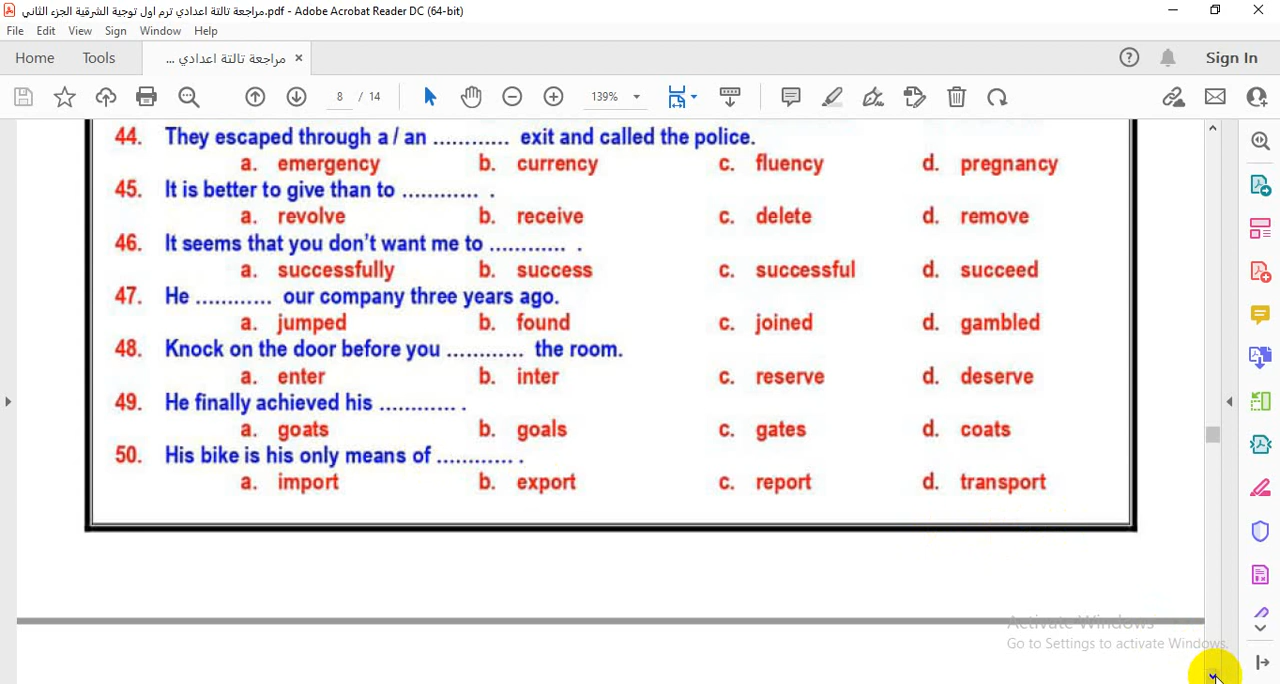 مراجعة تالتة اعدادي ترم اول توجية الشرقية الجزء الثاني.pdf - Adobe Acrobat Reader DC (64-bit)
File Edit View Sign Window Help
Home Tools مراجعة تالتة اعدادي ... × Sign In
8 / 14 139%
44. They escaped through a / an ............ exit and called the police.
a. emergency b. currency c. fluency d. pregnancy
45. It is better to give than to ............ .
a. revolve b. receive c. delete d. remove
46. It seems that you don't want me to ............ .
a. successfully b. success c. successful d. succeed
47. He ............ our company three years ago.
a. jumped b. found c. joined d. gambled
48. Knock on the door before you ............ the room.
a. enter b. inter c. reserve d. deserve
49. He finally achieved his ............ .
a. goats b. goals c. gates d. coats
50. His bike is his only means of ............ .
a. import b. export c. report d. transport
Activate Windows
Go to Settings to activate Windows.